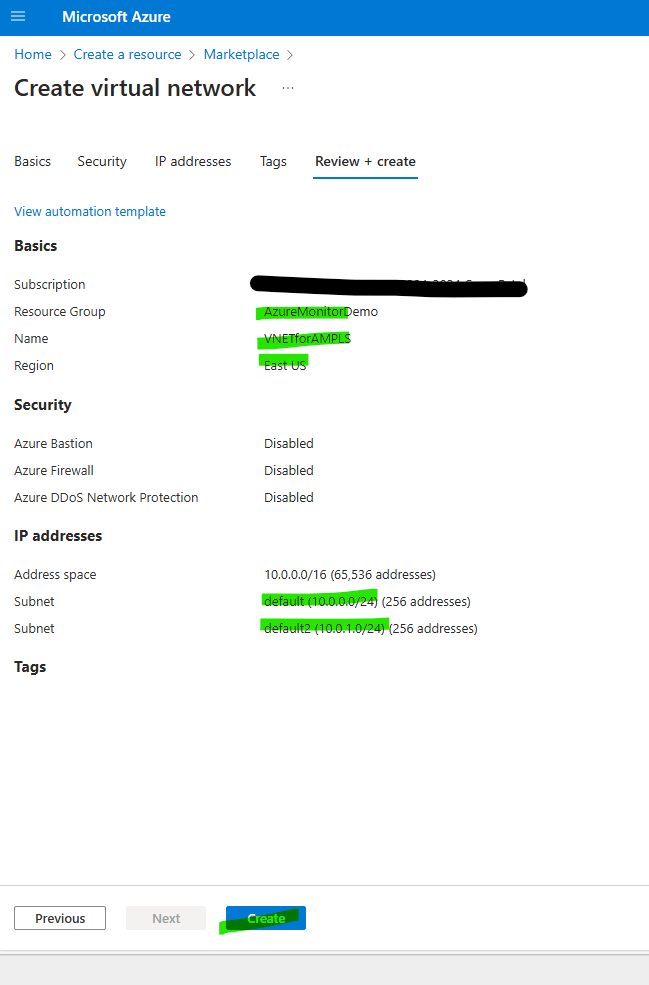 Microsoft Azure
Home > Create a resource > Marketplace >
Create virtual network ...
Basics Security IP addresses Tags Review + create
View automation template
Basics
Subscription
Resource Group AzureMonitorDemo
Name VNETforAMPLS
Region East US
Security
Azure Bastion Disabled
Azure Firewall Disabled
Azure DDoS Network Protection Disabled
IP addresses
Address space 10.0.0.0/16 (65,536 addresses)
Subnet default (10.0.0.0/24) (256 addresses)
Subnet default2 (10.0.1.0/24) (256 addresses)
Tags
Previous Next Create